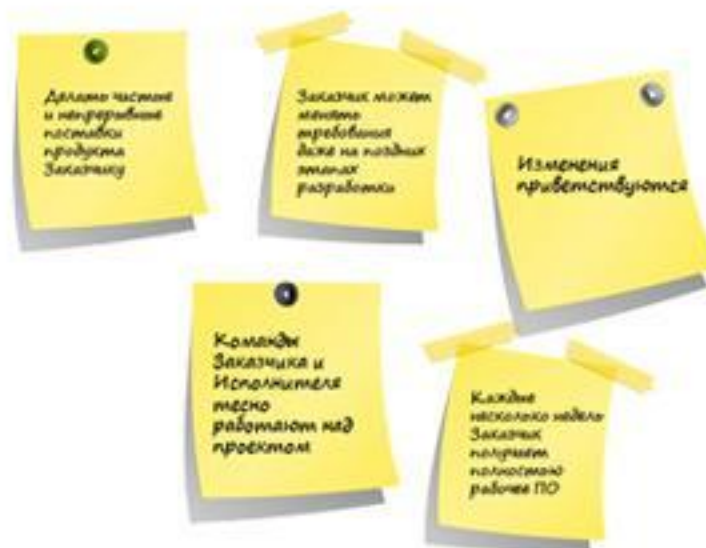 Делать частые
и непрерывные
поставки
продукта
Заказчику
Заказчик может
менять
требования
даже на поздних
этапах
разработки
Изменения
приветствуются
Команды
Заказчика и
Исполнителя
тесно
работают над
проектом
Каждые
несколько недель
Заказчик
получает
полностью
рабочее ПО